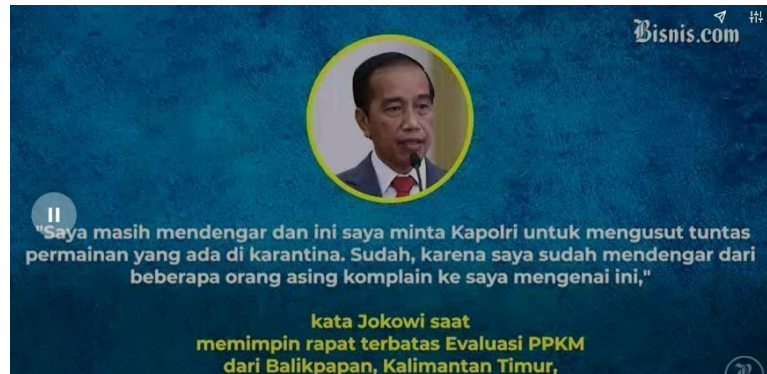 Bisnis.com
"Saya masih mendengar dan ini saya minta Kapolri untuk mengusut tuntas
permainan yang ada di karantina. Sudah, karena saya sudah mendengar dari
beberapa orang asing komplain ke saya mengenai ini,"
kata Jokowi saat
memimpin rapat terbatas Evaluasi PPKM
dari Balikpapan, Kalimantan Timur,